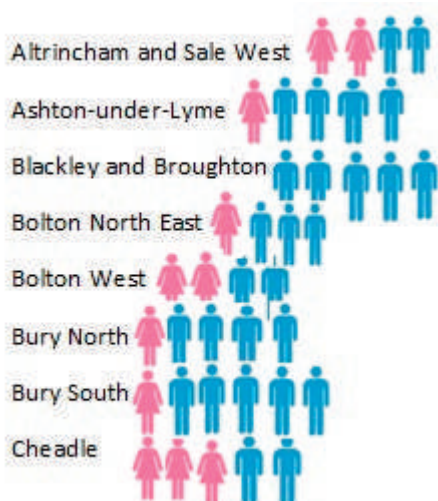 Altrincham and Sale West
Ashton-under-Lyme
Blackley and Broughton
Bolton North East
Bolton West
Bury North
Bury South
Cheadle